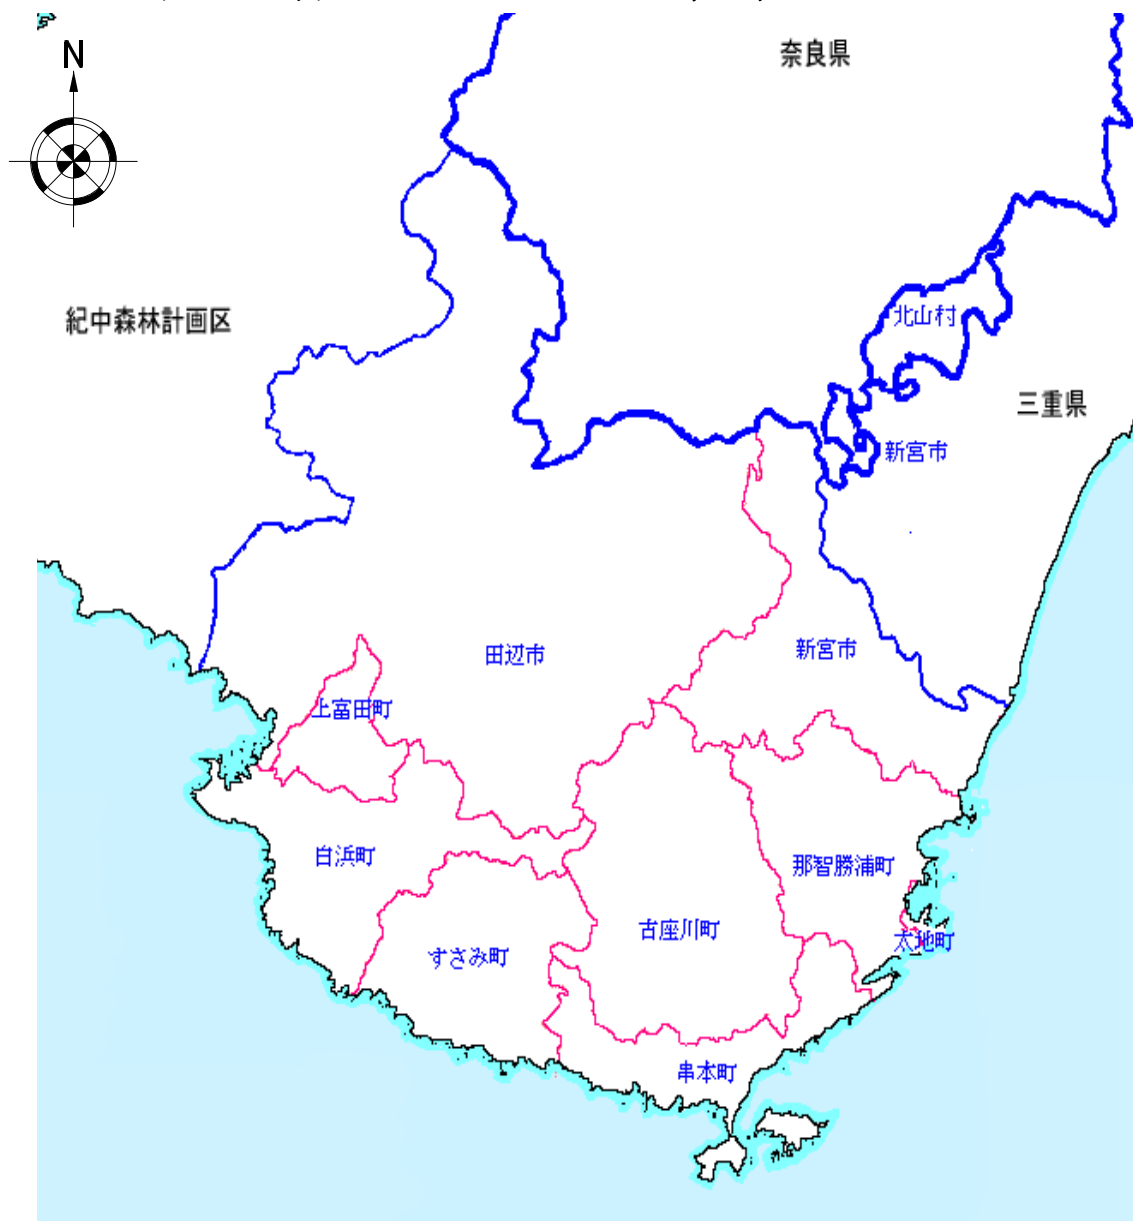 奈良県
N
紀中森林計画区
北山村
三重県
新宮市
田辺市
新宮市
上富田町
白浜町
那智勝浦町
古座川町
太地町
すさみ町
串本町